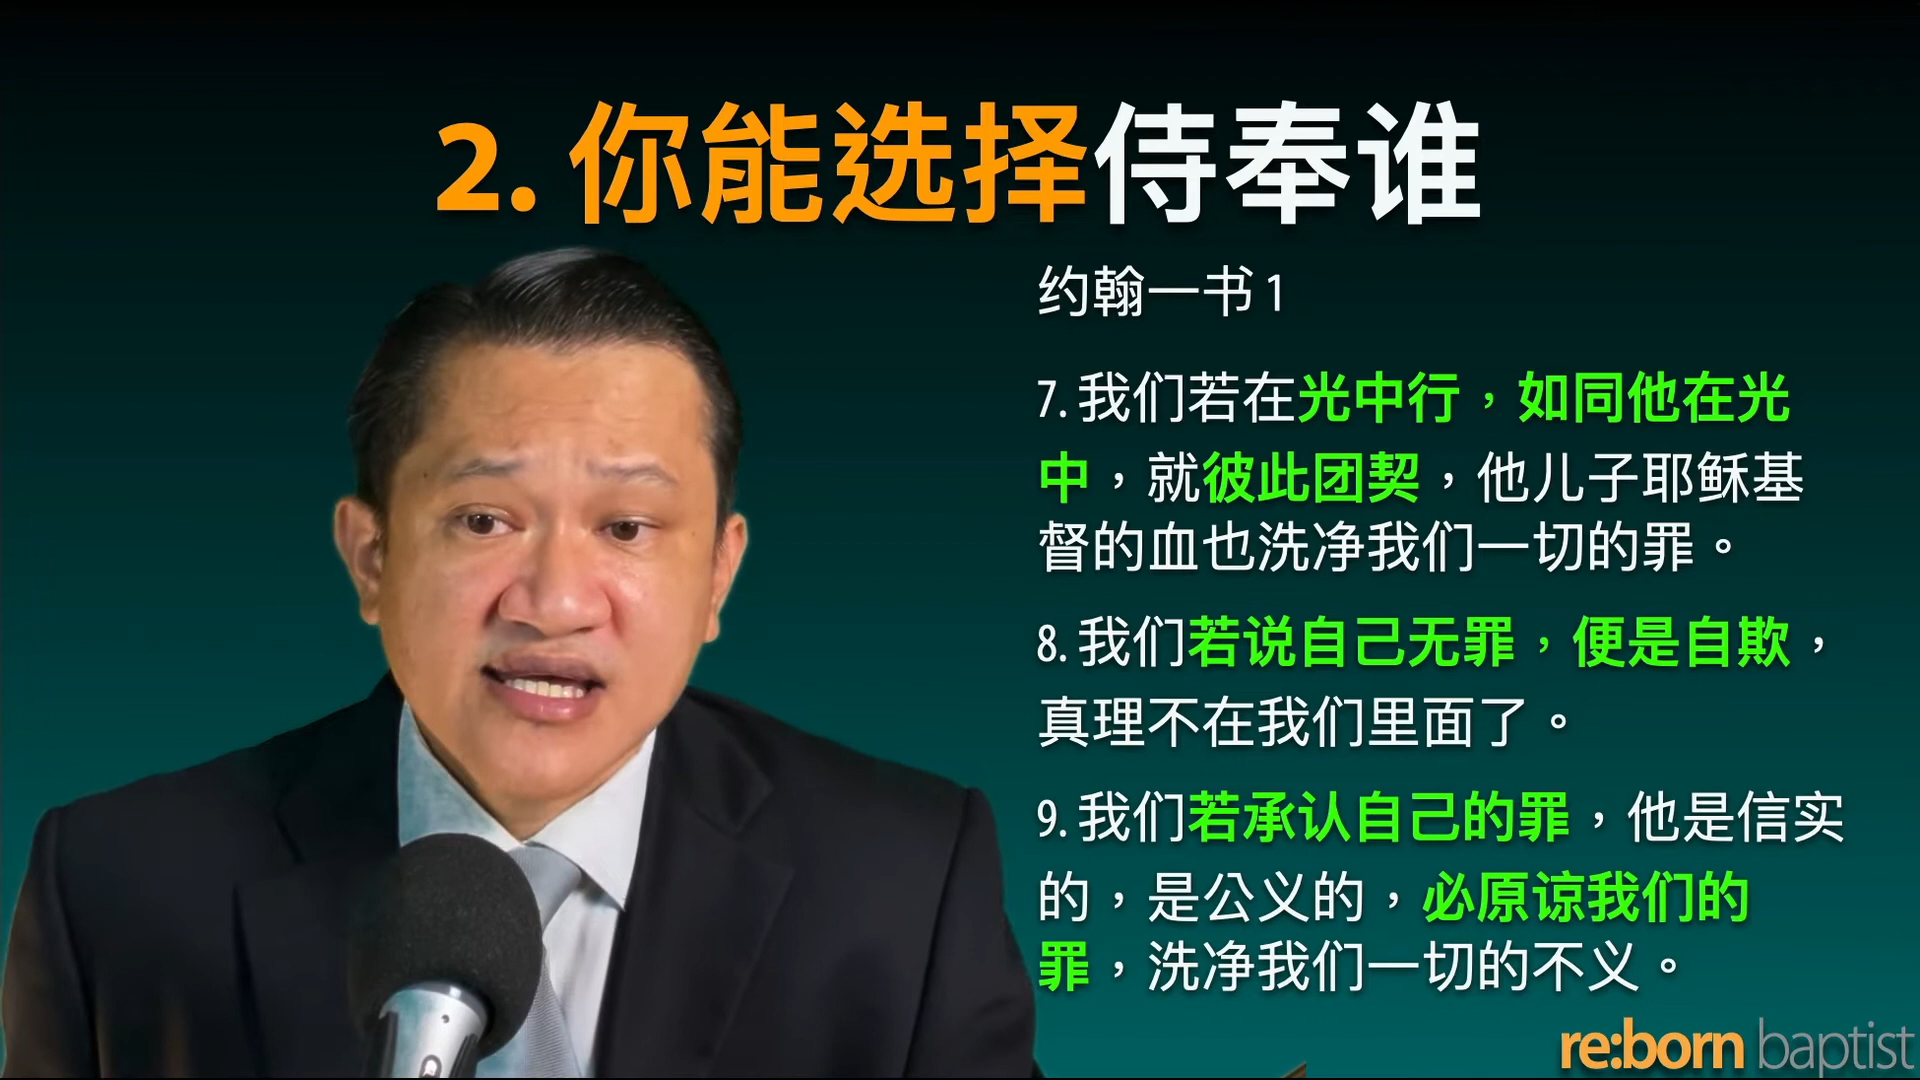 2. 你能选择侍奉谁
约翰一书 1
7. 我们若在光中行，如同他在光
中，就彼此团契，他儿子耶稣基
督的血也洗净我们一切的罪。
8. 我们若说自己无罪，便是自欺，
真理不在我们里面了。
9. 我们若承认自己的罪，他是信实
的，是公义的，必原谅我们的
罪，洗净我们一切的不义。
re:born baptist